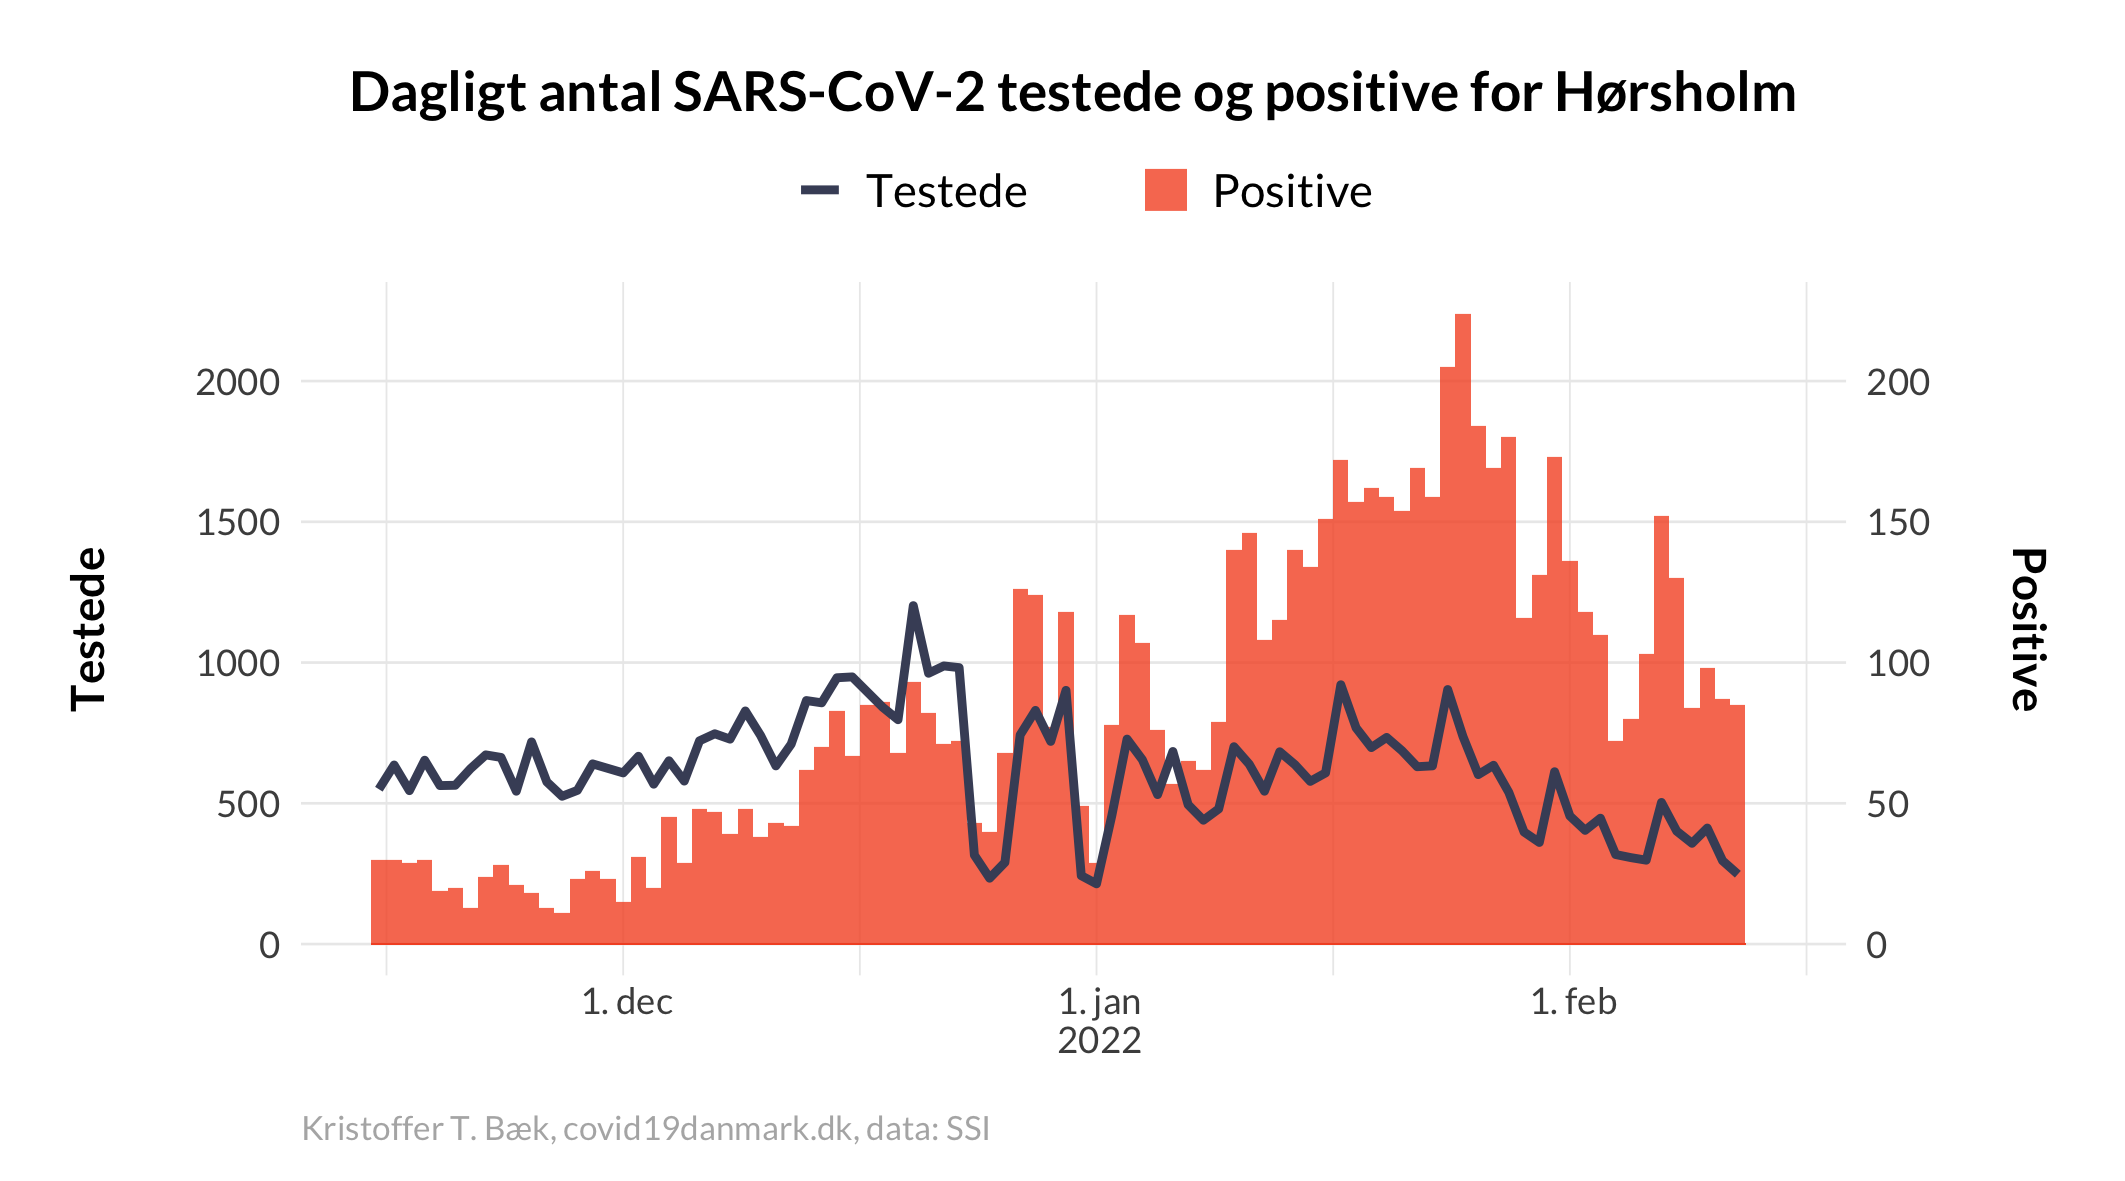 Dagligt antal SARS-CoV-2 testede og positive for Hørsholm
Testede
Positive
2000
1500
1000
500
0
200
150
100
50
0
Testede
Positive
1. dec
1. jan
2022
1. feb
Kristoffer T. Bæk, covid19danmark.dk, data: SSI